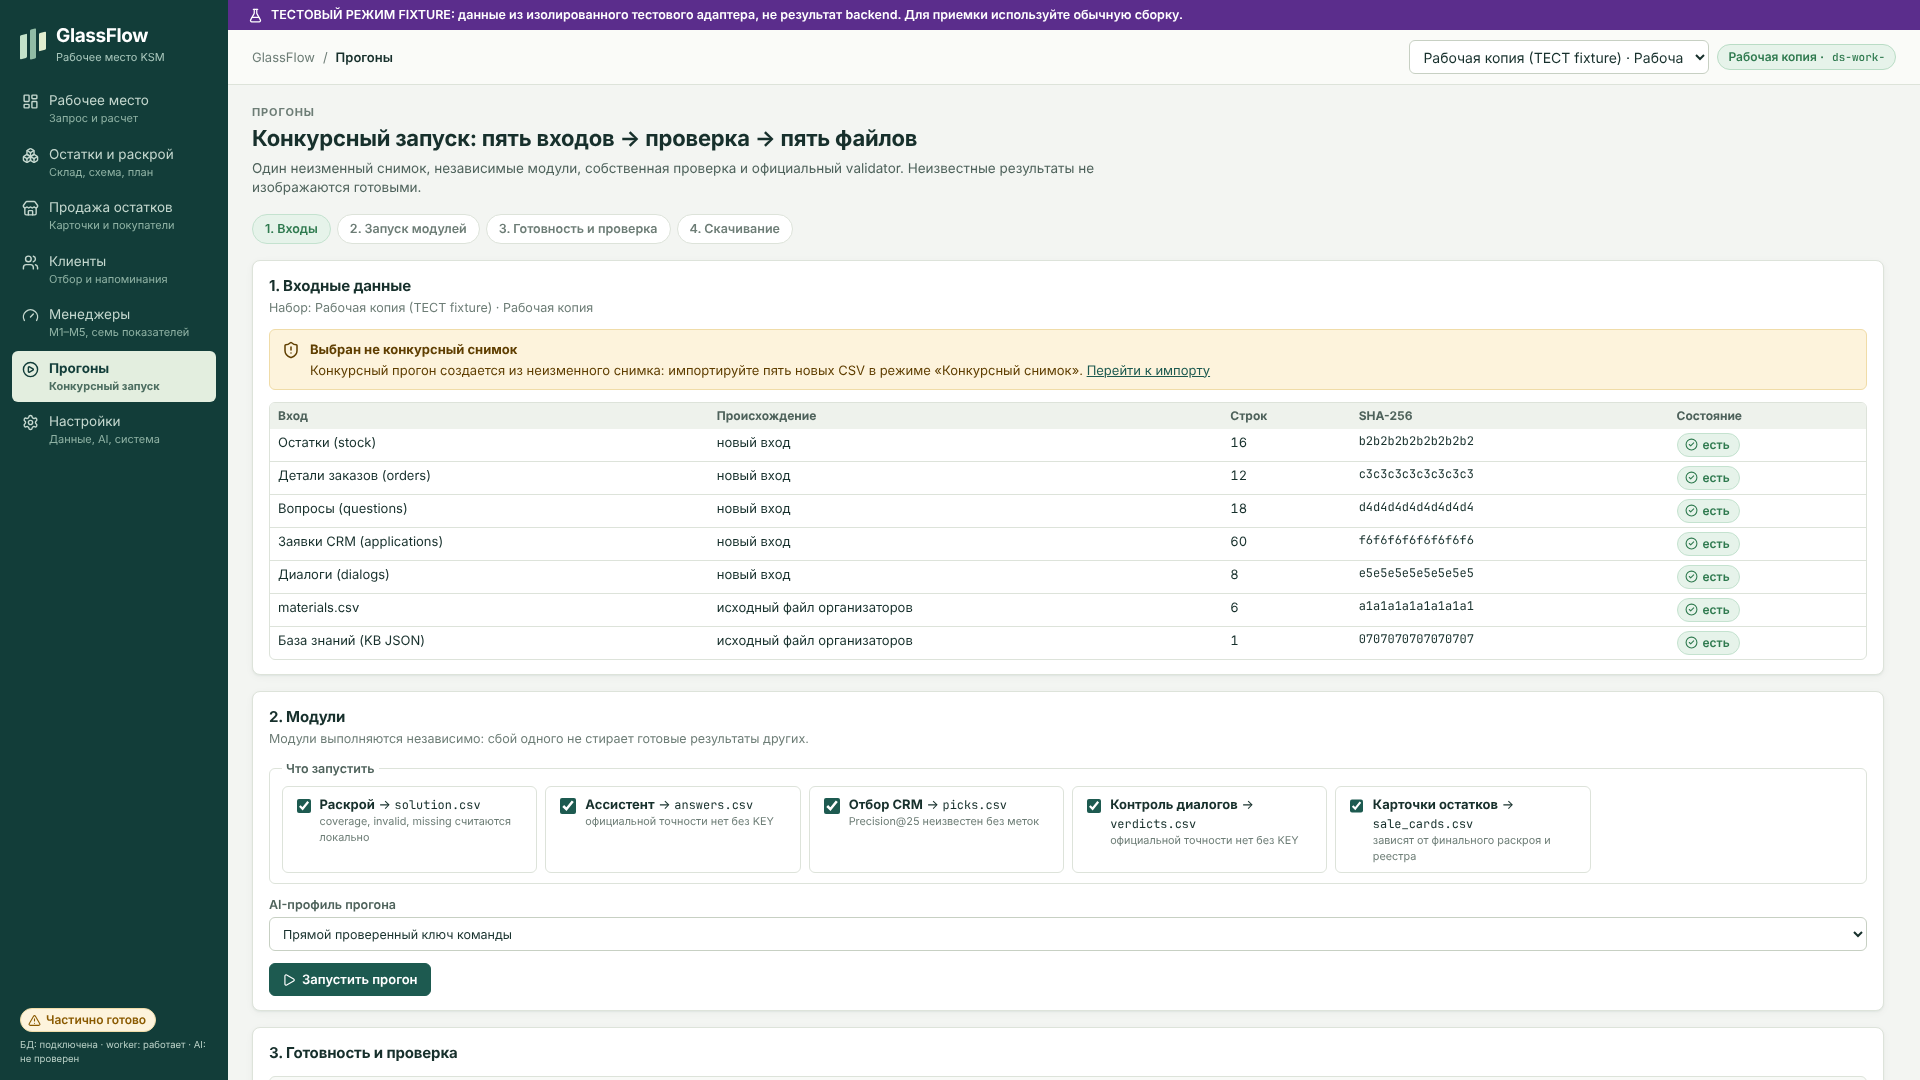 ТЕСТОВЫЙ РЕЖИМ FIXTURE: данные из изолированного тестового адаптера, не результат backend. Для приемки используйте обычную сборку.
GlassFlow
Рабочее место KSM
Рабочее место
Запрос и расчет
Остатки и раскрой
Склад, схема, план
Продажа остатков
Карточки и покупатели
Клиенты
Отбор и напоминания
Менеджеры
М1–М5, семь показателей
Прогоны
Конкурсный запуск
Настройки
Данные, AI, система
Частично готово
БД: подключена · worker: работает · AI:
не проверен
GlassFlow / Прогоны
Рабочая копия (ТЕСТ fixture) · Рабоча
Рабочая копия · ds-work-
ПРОГОНЫ
Конкурсный запуск: пять входов → проверка → пять файлов
Один неизменный снимок, независимые модули, собственная проверка и официальный validator. Неизвестные результаты не
изображаются готовыми.
1. Входы
2. Запуск модулей
3. Готовность и проверка
4. Скачивание
1. Входные данные
Набор: Рабочая копия (ТЕСТ fixture) · Рабочая копия
Выбран не конкурсный снимок
Конкурсный прогон создается из неизменного снимка: импортируйте пять новых CSV в режиме «Конкурсный снимок». Перейти к импорту
Вход Происхождение Строк SHA-256 Состояние
Остатки (stock) новый вход 16 b2b2b2b2b2b2b2b2 есть
Детали заказов (orders) новый вход 12 c3c3c3c3c3c3c3c3 есть
Вопросы (questions) новый вход 18 d4d4d4d4d4d4d4d4 есть
Заявки CRM (applications) новый вход 60 f6f6f6f6f6f6f6f6 есть
Диалоги (dialogs) новый вход 8 e5e5e5e5e5e5e5e5 есть
materials.csv исходный файл организаторов 6 a1a1a1a1a1a1a1a1 есть
База знаний (KB JSON) исходный файл организаторов 1 0707070707070707 есть
2. Модули
Модули выполняются независимо: сбой одного не стирает готовые результаты других.
Что запустить
Раскрой → solution.csv
coverage, invalid, missing считаются
локально
Ассистент → answers.csv
официальной точности нет без KEY
Отбор CRM → picks.csv
Precision@25 неизвестен без меток
Контроль диалогов →
verdicts.csv
официальной точности нет без KEY
Карточки остатков →
sale_cards.csv
зависят от финального раскроя и
реестра
AI-профиль прогона
Прямой проверенный ключ команды
Запустить прогон
3. Готовность и проверка